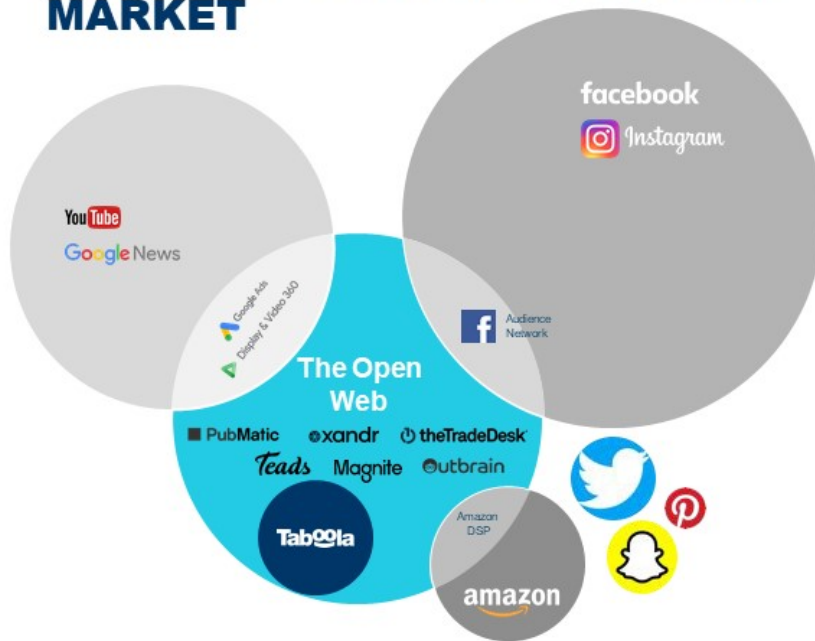 MARKET
facebook
Instagram
YouTube
Google News
Google Ads
Display & Video 360
f Audience
Network
The Open
Web
PubMatic xandr theTradeDesk
Teads Magnite Outbrain
Taboola
Amazon
DSP
amazon